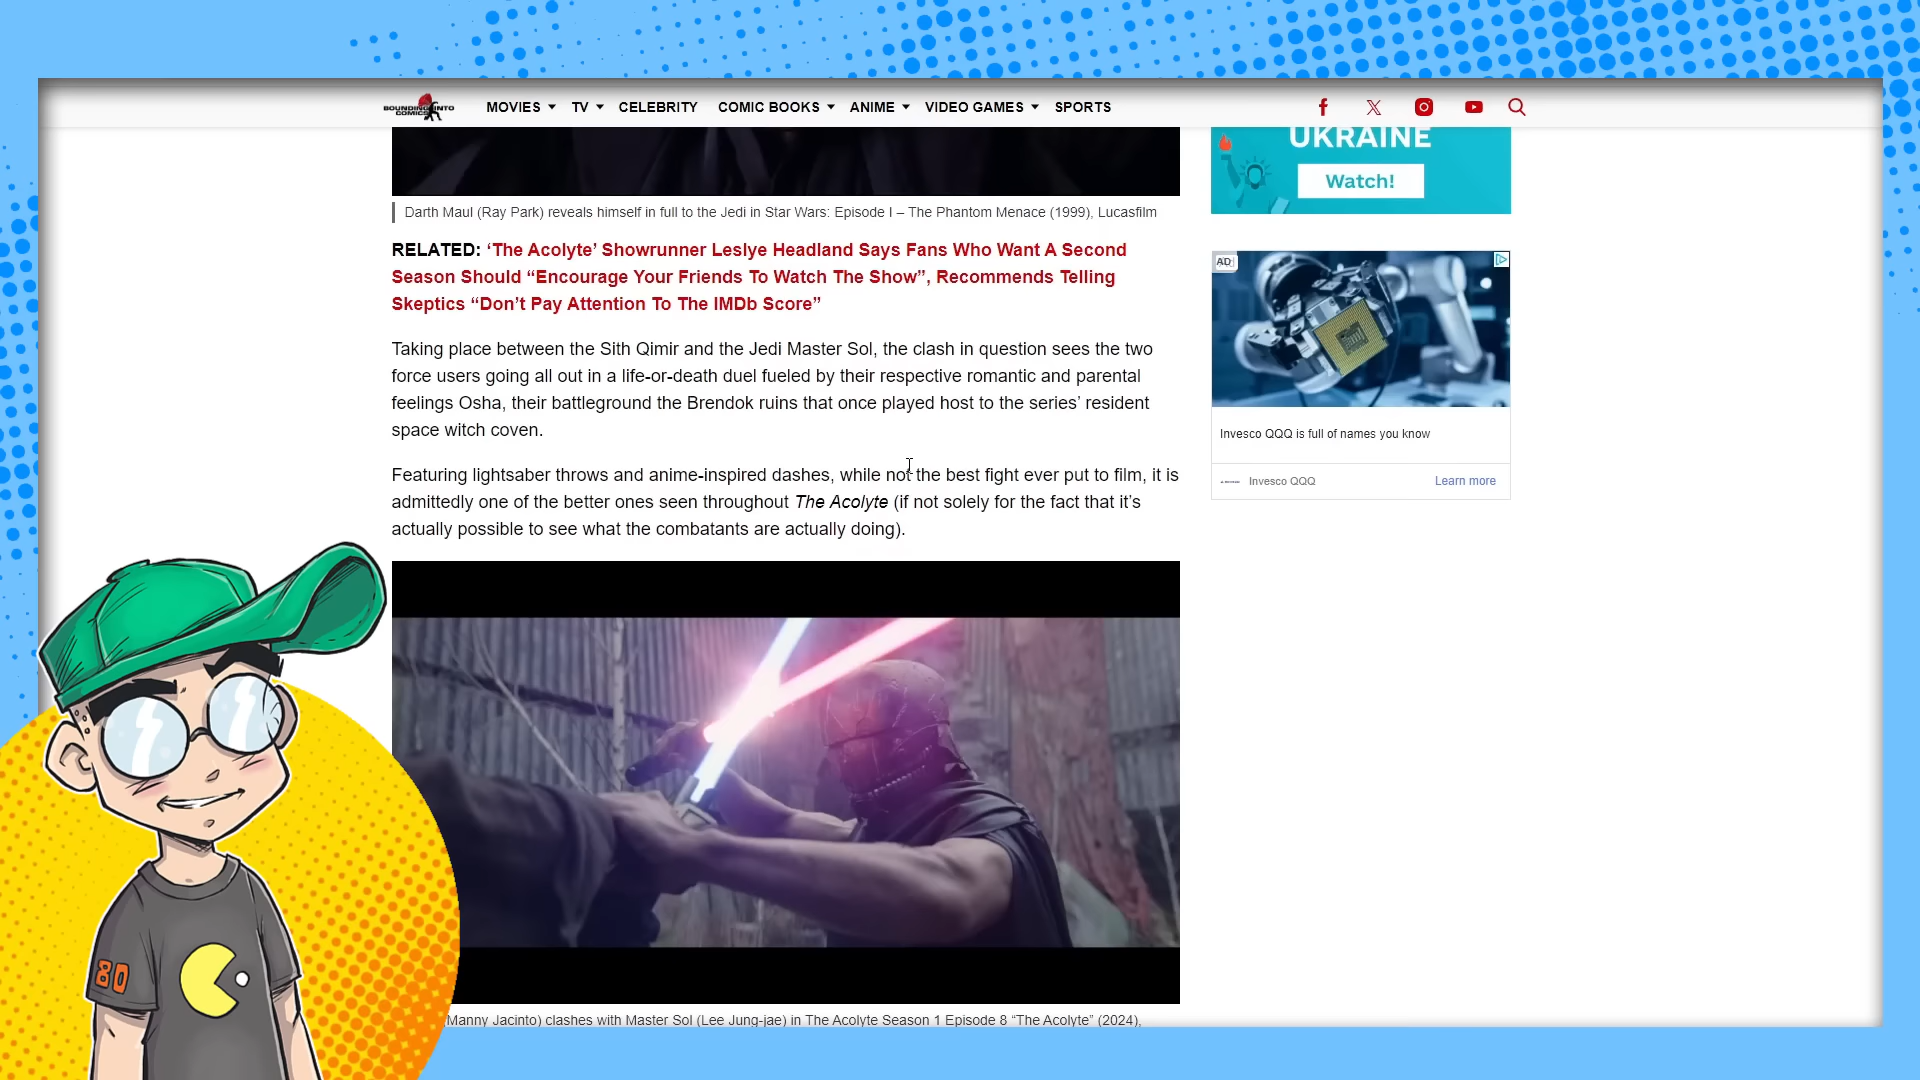 BOUNDING INTO
COMICS
MOVIES TV CELEBRITY COMIC BOOKS ANIME VIDEO GAMES SPORTS
UKRAINE
Watch!
Darth Maul (Ray Park) reveals himself in full to the Jedi in Star Wars: Episode I – The Phantom Menace (1999), Lucasfilm
RELATED: ‘The Acolyte’ Showrunner Leslye Headland Says Fans Who Want A Second
Season Should “Encourage Your Friends To Watch The Show”, Recommends Telling
Skeptics “Don’t Pay Attention To The IMDb Score”
AD
Taking place between the Sith Qimir and the Jedi Master Sol, the clash in question sees the two
force users going all out in a life-or-death duel fueled by their respective romantic and parental
feelings Osha, their battleground the Brendok ruins that once played host to the series’ resident
space witch coven.
Invesco QQQ is full of names you know
Invesco QQQ Learn more
Featuring lightsaber throws and anime-inspired dashes, while not the best fight ever put to film, it is
admittedly one of the better ones seen throughout The Acolyte (if not solely for the fact that it’s
actually possible to see what the combatants are actually doing).
80
(Manny Jacinto) clashes with Master Sol (Lee Jung-jae) in The Acolyte Season 1 Episode 8 “The Acolyte” (2024),